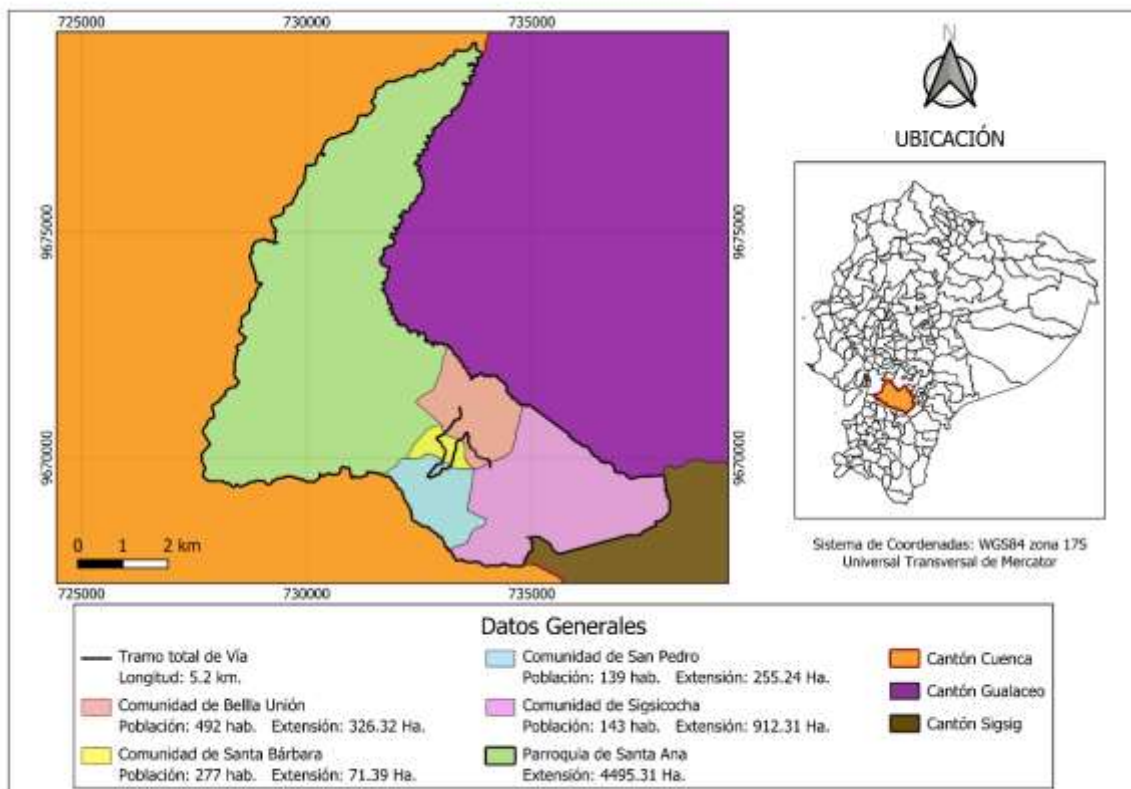 725000 730000 735000
N
UBICACIÓN
9675000 9675000
9670000 9670000
0 1 2 km
725000 730000 735000
Sistema de Coordenadas: WGS84 zona 17S
Universal Transversal de Mercator
Datos Generales
Tramo total de Vía
Longitud: 5.2 km.
Comunidad de Bellla Unión
Población: 492 hab. Extensión: 326.32 Ha.
Comunidad de Santa Bárbara
Población: 277 hab. Extensión: 71.39 Ha.
Comunidad de San Pedro
Población: 139 hab. Extensión: 255.24 Ha.
Comunidad de Sigsicocha
Población: 143 hab. Extensión: 912.31 Ha.
Parroquia de Santa Ana
Extensión: 4495.31 Ha.
Cantón Cuenca
Cantón Gualaceo
Cantón Sigsig